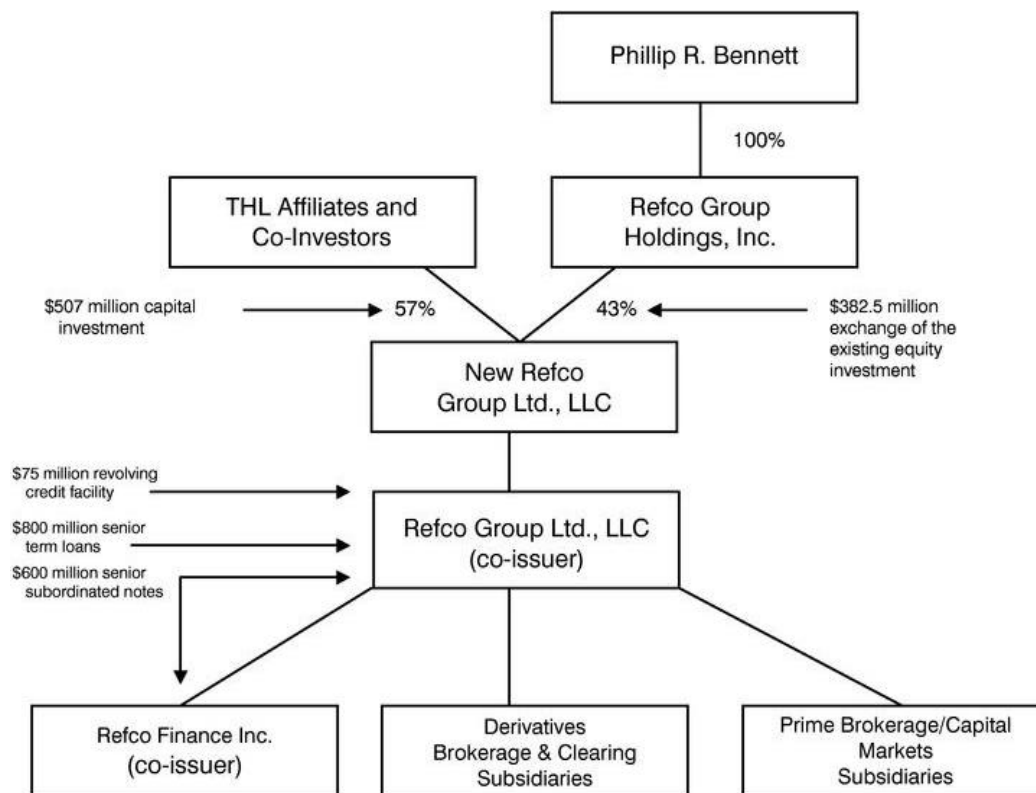 Phillip R. Bennett
100%
THL Affiliates and
Co-Investors
Refco Group
Holdings, Inc.
$507 million capital
investment
57%
43%
$382.5 million
exchange of the
existing equity
investment
New Refco
Group Ltd., LLC
$75 million revolving
credit facility
$800 million senior
term loans
$600 million senior
subordinated notes
Refco Group Ltd., LLC
(co-issuer)
Refco Finance Inc.
(co-issuer)
Derivatives
Brokerage & Clearing
Subsidiaries
Prime Brokerage/Capital
Markets
Subsidiaries